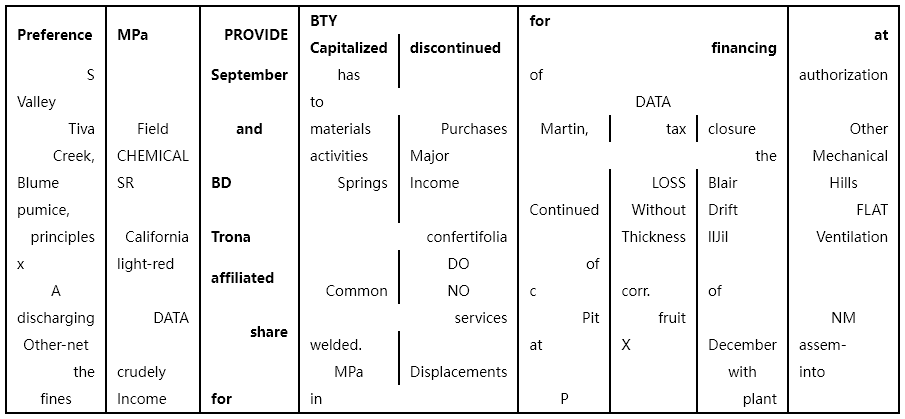 BTY for
Preference MPa PROVIDE at
Capitalized discontinued financing
S September has of authorization
Valley to DATA
Tiva Field and materials Purchases Martin, tax closure Other
Creek, CHEMICAL activities Major the Mechanical
Blume SR BD Springs Income LOSS Blair Hills
pumice, Continued Without Drift FLAT
principles California Trona confertifolia Thickness Ventilation
x light-red DO of
affiliated
A Common NO c corr. of
discharging DATA services Pit fruit NM
share
Other-net welded. at X December assem-
the crudely MPa Displacements with into
fines Income for in P plant